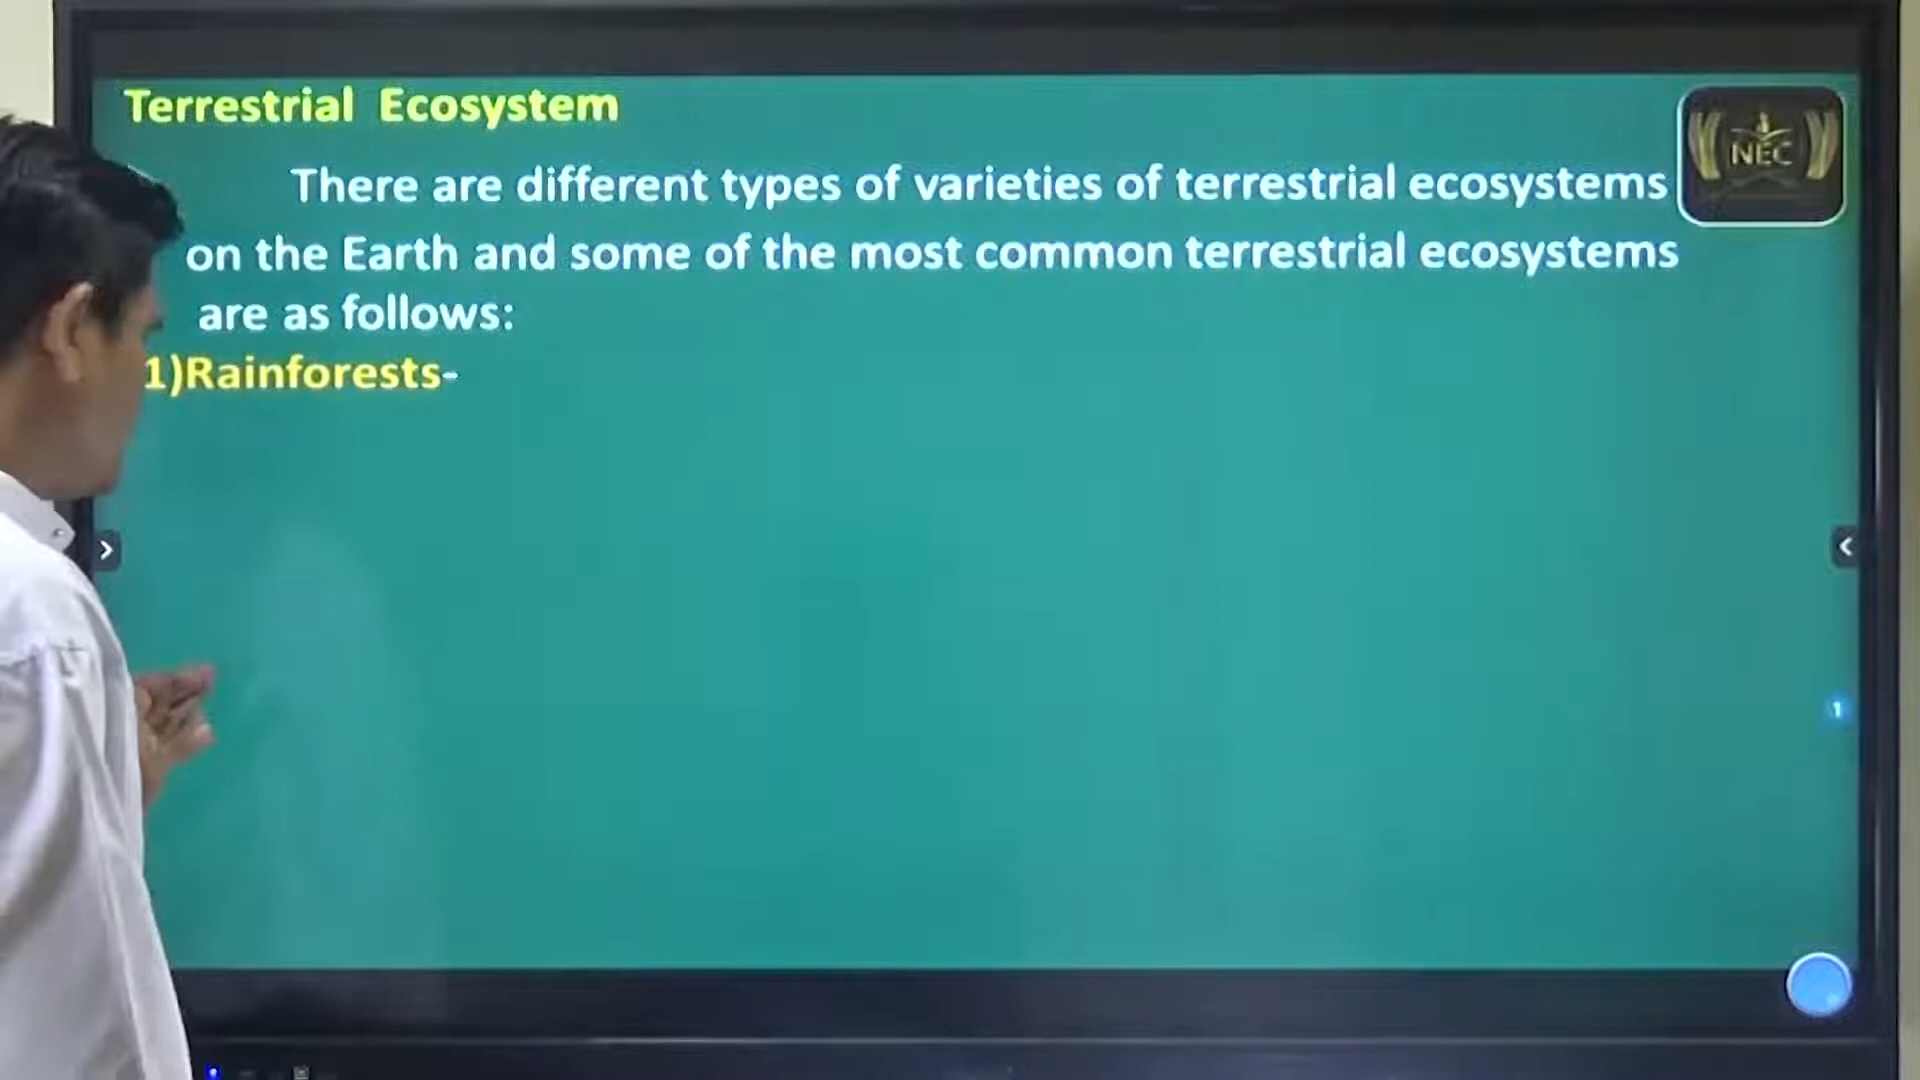 Terrestrial Ecosystem
NEC
There are different types of varieties of terrestrial ecosystems
on the Earth and some of the most common terrestrial ecosystems
are as follows:
1)Rainforests-
1